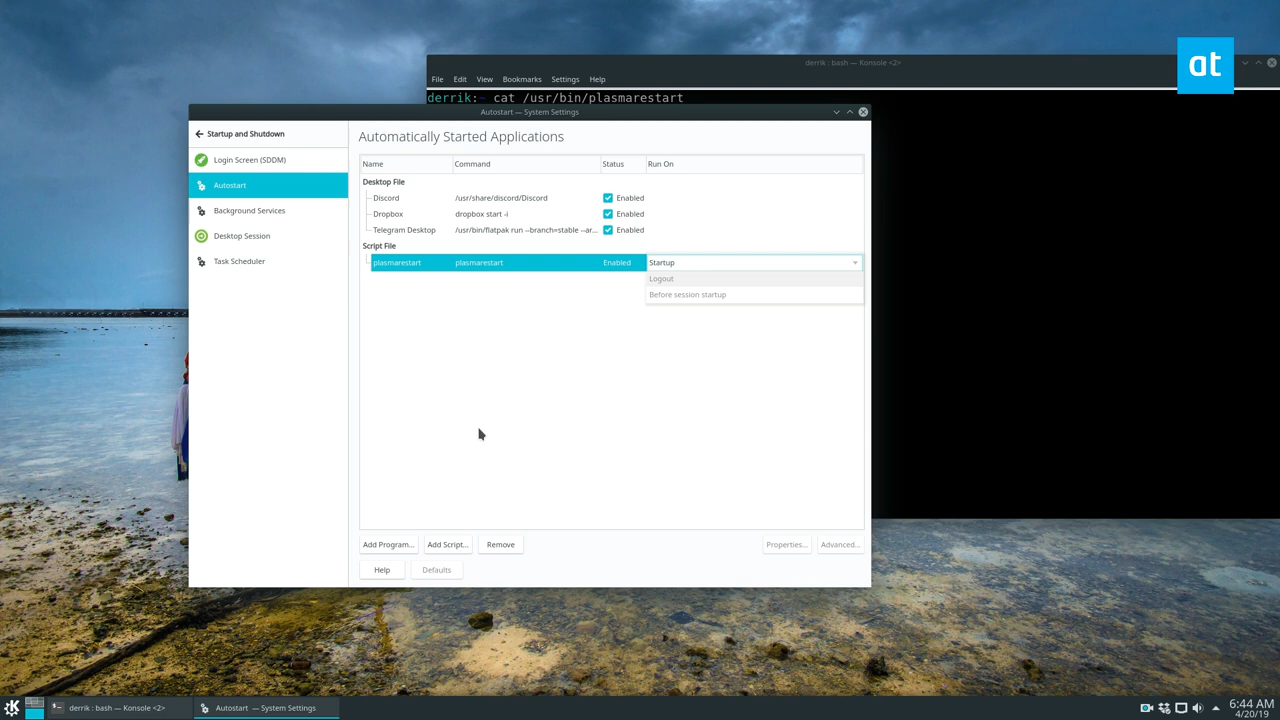 at
derrik : bash — Konsole <2>
File Edit View Bookmarks Settings Help
derrik:~ cat /usr/bin/plasmarestart
Autostart — System Settings
Startup and Shutdown
Login Screen (SDDM)
Autostart
Background Services
Desktop Session
Task Scheduler
Automatically Started Applications
Name Command Status Run On
Desktop File
Discord /usr/share/discord/Discord Enabled
Dropbox dropbox start -i Enabled
Telegram Desktop /usr/bin/flatpak run --branch=stable --ar... Enabled
Script File
plasmarestart plasmarestart Enabled Startup
Logout
Before session startup
Add Program... Add Script... Remove Properties... Advanced...
Help Defaults
derrik : bash — Konsole <2>
Autostart — System Settings
6:44 AM
4/20/19